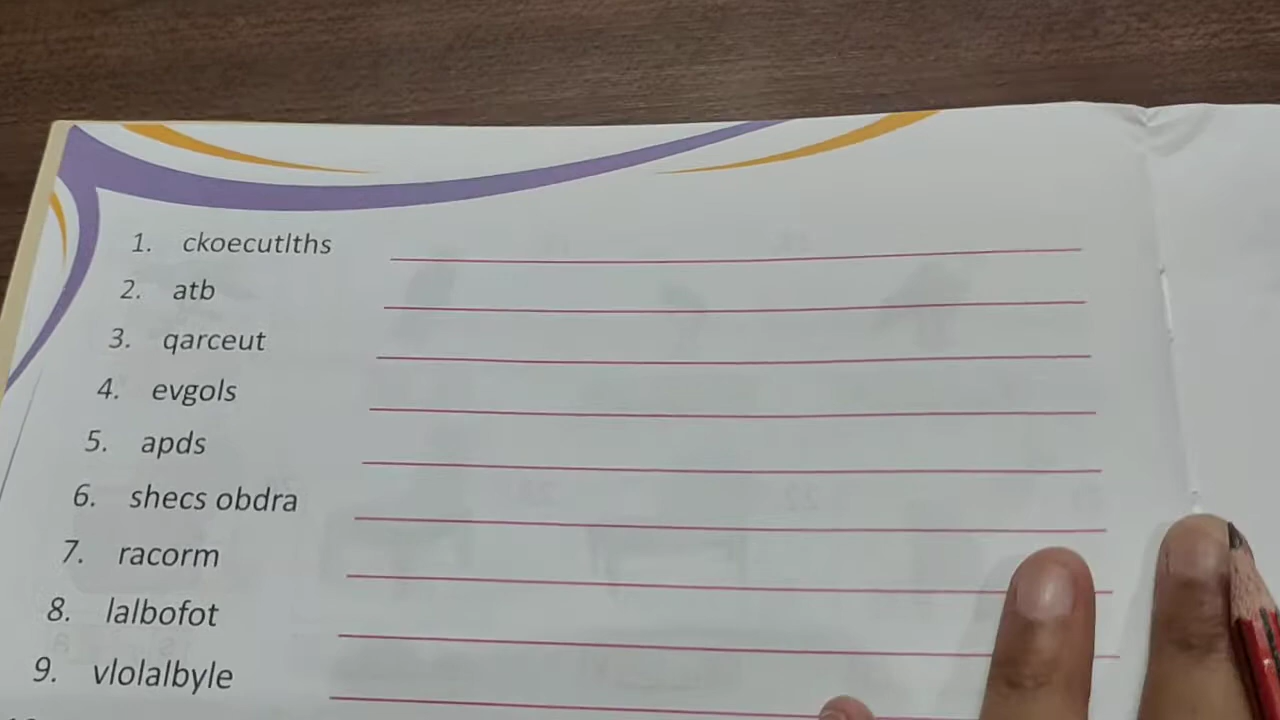 1. ckoecutlths
2. atb
3. qarceut
4. evgols
5. apds
6. shecs obdra
7. racorm
8. lalbofot
9. vlolalbyle